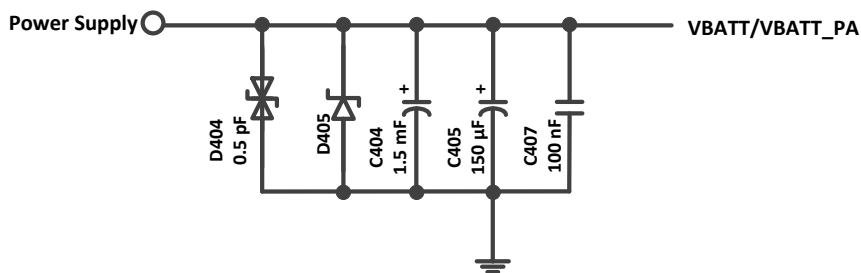 Power Supply
VBATT/VBATT_PA
D404
0.5 pF
D405
+
C404
1.5 mF
+
C405
150 µF
C407
100 nF